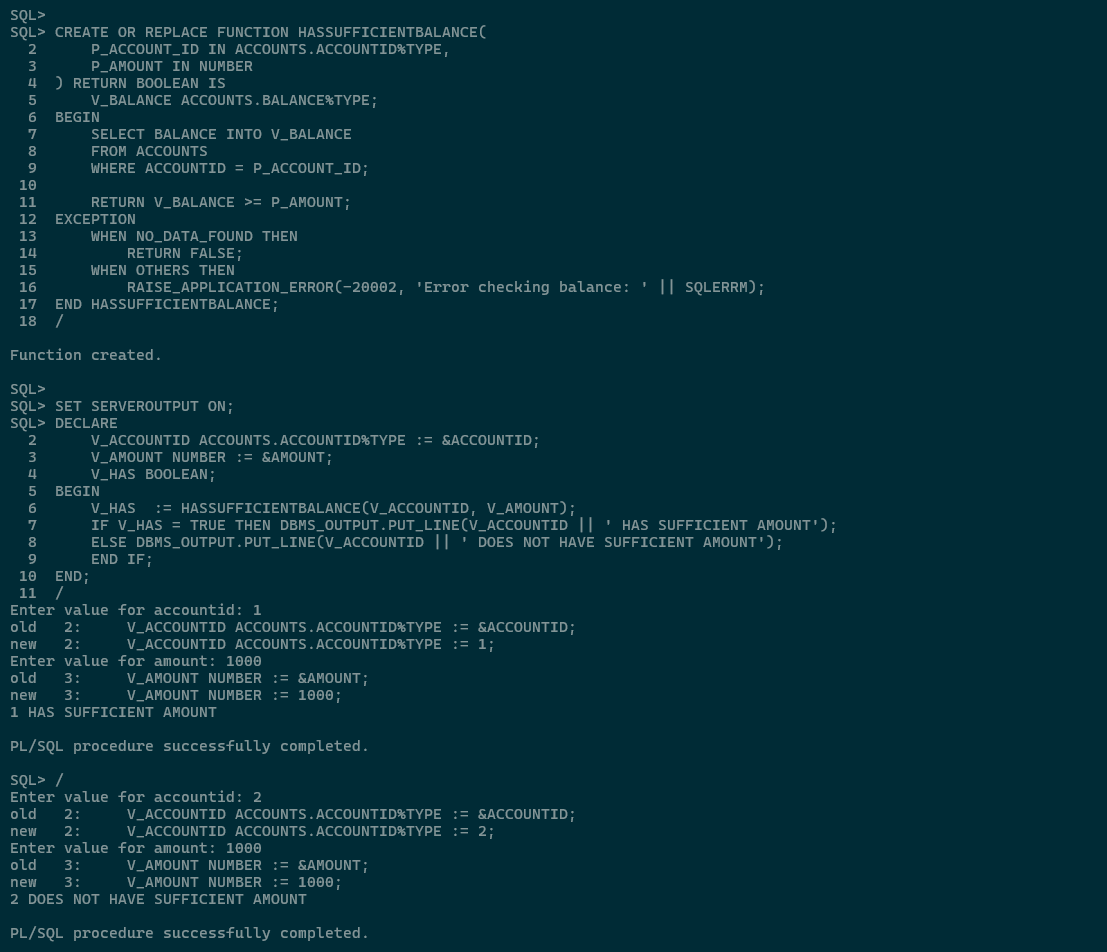 SQL>
SQL> CREATE OR REPLACE FUNCTION HASSUFFICIENTBALANCE(
  2      P_ACCOUNT_ID IN ACCOUNTS.ACCOUNTID%TYPE,
  3      P_AMOUNT IN NUMBER
  4  ) RETURN BOOLEAN IS
  5      V_BALANCE ACCOUNTS.BALANCE%TYPE;
  6  BEGIN
  7      SELECT BALANCE INTO V_BALANCE
  8      FROM ACCOUNTS
  9      WHERE ACCOUNTID = P_ACCOUNT_ID;
 10
 11      RETURN V_BALANCE >= P_AMOUNT;
 12  EXCEPTION
 13      WHEN NO_DATA_FOUND THEN
 14          RETURN FALSE;
 15      WHEN OTHERS THEN
 16          RAISE_APPLICATION_ERROR(-20002, 'Error checking balance: ' || SQLERRM);
 17  END HASSUFFICIENTBALANCE;
 18  /

Function created.

SQL>
SQL> SET SERVEROUTPUT ON;
SQL> DECLARE
  2      V_ACCOUNTID ACCOUNTS.ACCOUNTID%TYPE := &ACCOUNTID;
  3      V_AMOUNT NUMBER := &AMOUNT;
  4      V_HAS BOOLEAN;
  5  BEGIN
  6      V_HAS  := HASSUFFICIENTBALANCE(V_ACCOUNTID, V_AMOUNT);
  7      IF V_HAS = TRUE THEN DBMS_OUTPUT.PUT_LINE(V_ACCOUNTID || ' HAS SUFFICIENT AMOUNT');
  8      ELSE DBMS_OUTPUT.PUT_LINE(V_ACCOUNTID || ' DOES NOT HAVE SUFFICIENT AMOUNT');
  9      END IF;
 10  END;
 11  /
Enter value for accountid: 1
old   2:     V_ACCOUNTID ACCOUNTS.ACCOUNTID%TYPE := &ACCOUNTID;
new   2:     V_ACCOUNTID ACCOUNTS.ACCOUNTID%TYPE := 1;
Enter value for amount: 1000
old   3:     V_AMOUNT NUMBER := &AMOUNT;
new   3:     V_AMOUNT NUMBER := 1000;
1 HAS SUFFICIENT AMOUNT

PL/SQL procedure successfully completed.

SQL> /
Enter value for accountid: 2
old   2:     V_ACCOUNTID ACCOUNTS.ACCOUNTID%TYPE := &ACCOUNTID;
new   2:     V_ACCOUNTID ACCOUNTS.ACCOUNTID%TYPE := 2;
Enter value for amount: 1000
old   3:     V_AMOUNT NUMBER := &AMOUNT;
new   3:     V_AMOUNT NUMBER := 1000;
2 DOES NOT HAVE SUFFICIENT AMOUNT

PL/SQL procedure successfully completed.